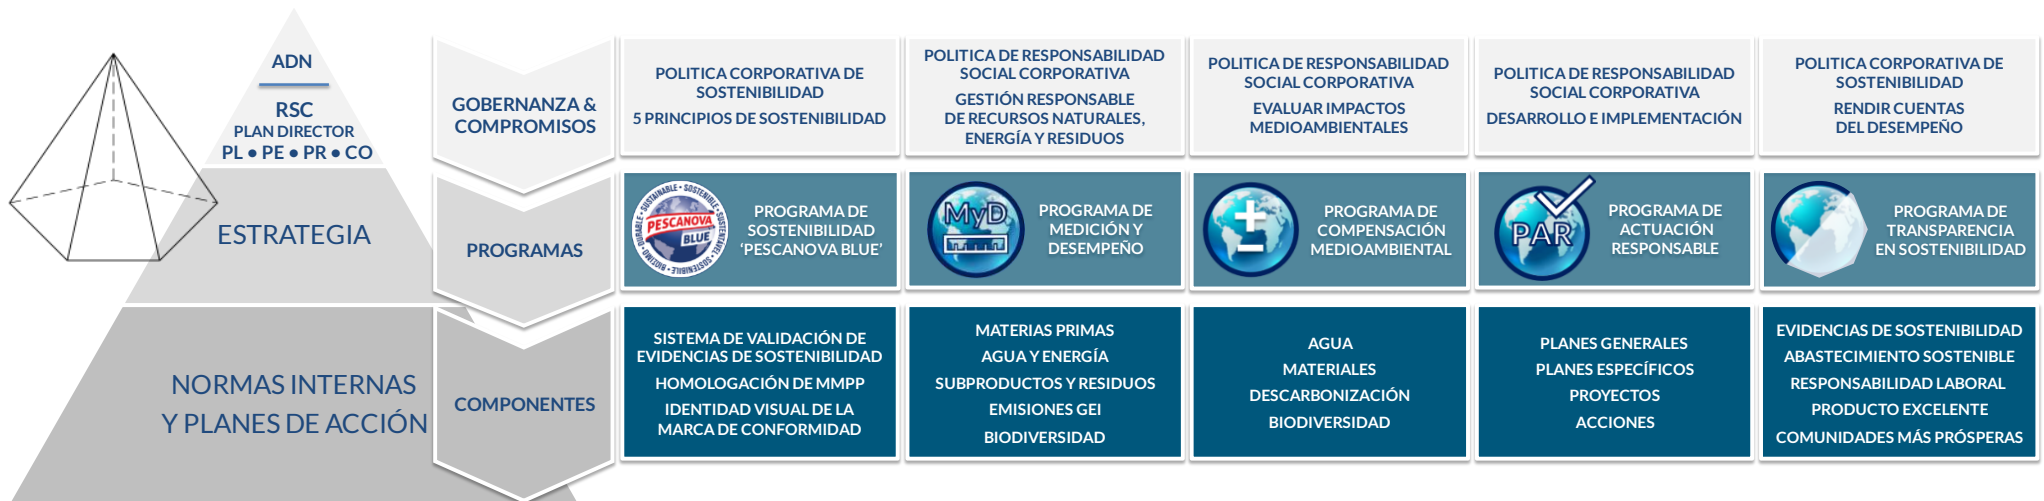 ADN
RSC
PLAN DIRECTOR
PL ● PE ● PR ● CO
ESTRATEGIA
NORMAS INTERNAS
Y PLANES DE ACCIÓN
GOBERNANZA &
COMPROMISOS
POLITICA CORPORATIVA DE
SOSTENIBILIDAD
5 PRINCIPIOS DE SOSTENIBILIDAD
POLITICA DE RESPONSABILIDAD
SOCIAL CORPORATIVA
GESTIÓN RESPONSABLE
DE RECURSOS NATURALES,
ENERGÍA Y RESIDUOS
POLITICA DE RESPONSABILIDAD
SOCIAL CORPORATIVA
EVALUAR IMPACTOS
MEDIOAMBIENTALES
POLITICA DE RESPONSABILIDAD
SOCIAL CORPORATIVA
DESARROLLO E IMPLEMENTACIÓN
POLITICA CORPORATIVA DE
SOSTENIBILIDAD
RENDIR CUENTAS
DEL DESEMPEÑO
PROGRAMAS
SUSTAINABLE • SOSTENIBLE • SUSTENTÁVEL • SOSTENIBILE • ΒΙΩΣΙΜΟ • DURABLE •
PESCANOVA
BLUE
PROGRAMA DE
SOSTENIBILIDAD
‘PESCANOVA BLUE’
MyD
PROGRAMA DE
MEDICIÓN Y
DESEMPEÑO
±
PROGRAMA DE
COMPENSACIÓN
MEDIOAMBIENTAL
PAR
PROGRAMA DE
ACTUACIÓN
RESPONSABLE
PROGRAMA DE
TRANSPARENCIA
EN SOSTENIBILIDAD
COMPONENTES
SISTEMA DE VALIDACIÓN DE
EVIDENCIAS DE SOSTENIBILIDAD
HOMOLOGACIÓN DE MMPP
IDENTIDAD VISUAL DE LA
MARCA DE CONFORMIDAD
MATERIAS PRIMAS
AGUA Y ENERGÍA
SUBPRODUCTOS Y RESIDUOS
EMISIONES GEI
BIODIVERSIDAD
AGUA
MATERIALES
DESCARBONIZACIÓN
BIODIVERSIDAD
PLANES GENERALES
PLANES ESPECÍFICOS
PROYECTOS
ACCIONES
EVIDENCIAS DE SOSTENIBILIDAD
ABASTECIMIENTO SOSTENIBLE
RESPONSABILIDAD LABORAL
PRODUCTO EXCELENTE
COMUNIDADES MÁS PRÓSPERAS